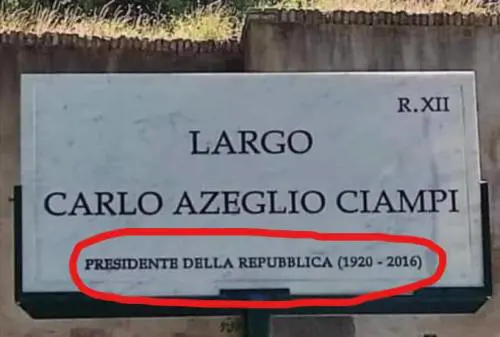 R.XII
LARGO
CARLO AZEGLIO CIAMPI
PRESIDENTE DELLA REPUBBLICA (1920 - 2016)